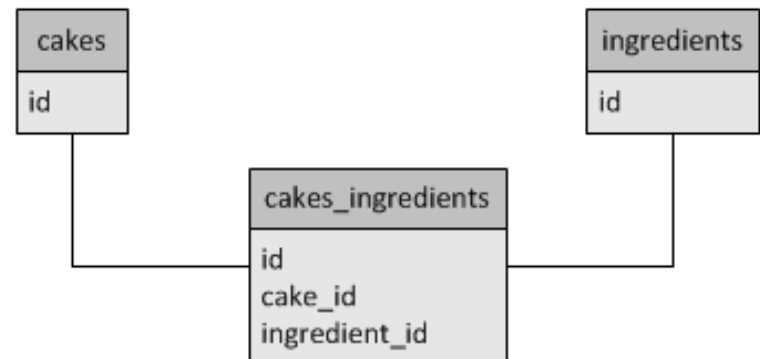 cakes
id
ingredients
id
cakes_ingredients
id
cake_id
ingredient_id